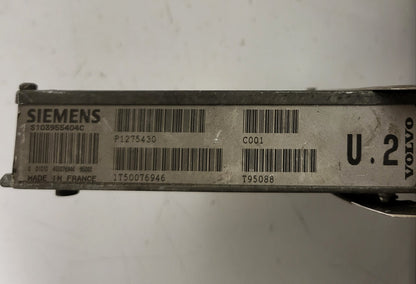 SIEMENS
S103955404C
P1275430
C001
U.2
VOLVO
1T50076946
T95088
MADE IN FRANCE